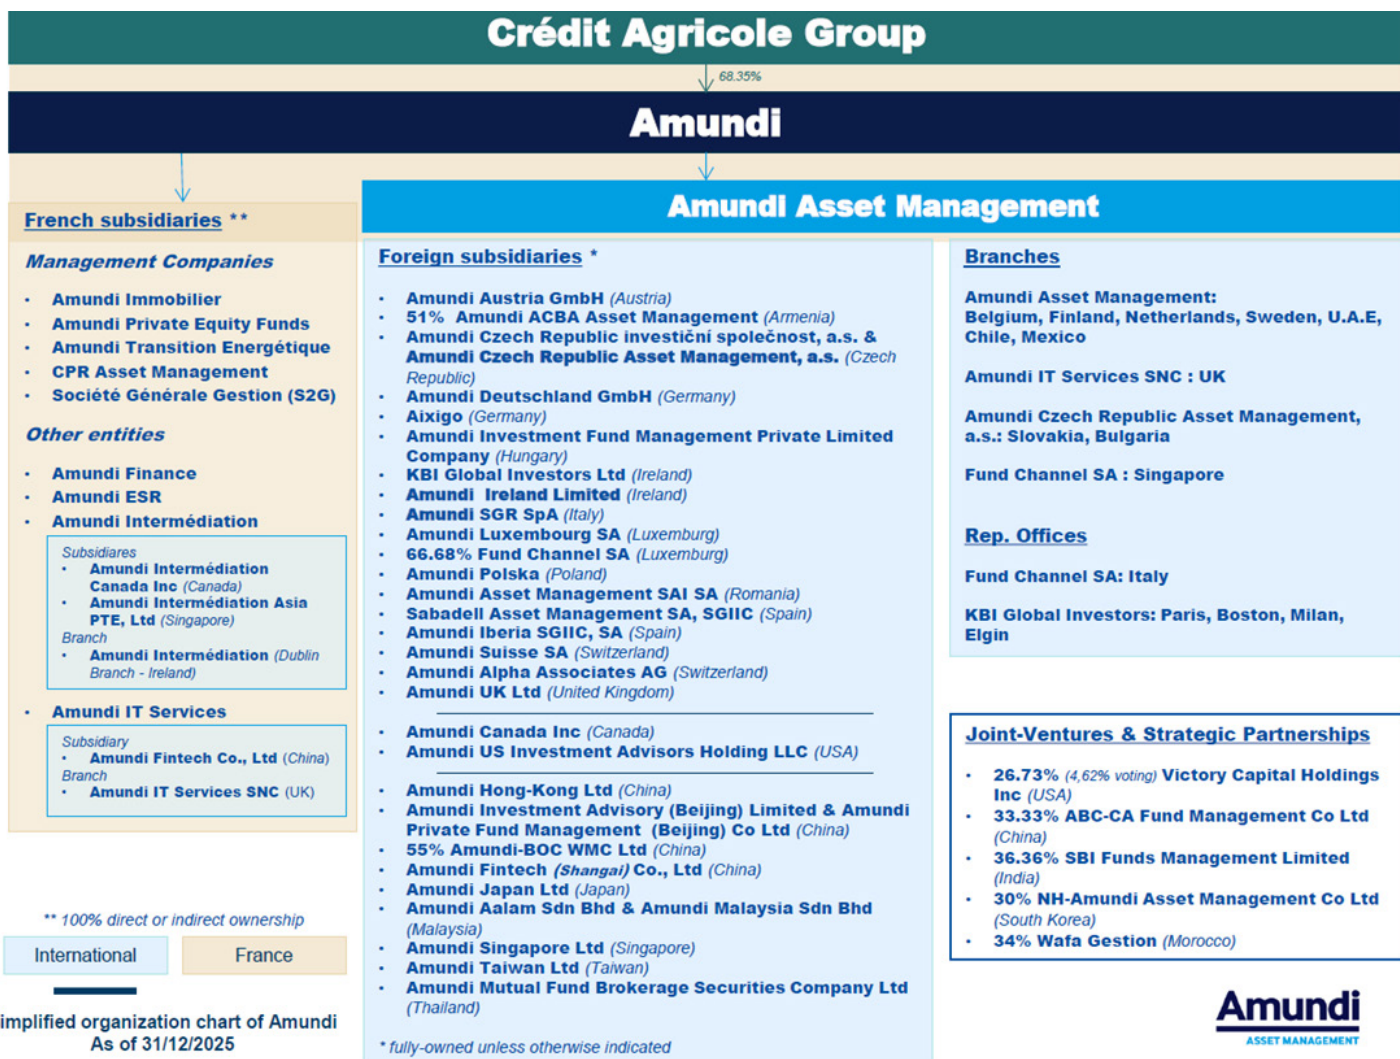 Crédit Agricole Group
68.35%
Amundi
French subsidiaries **
Management Companies
• Amundi Immobilier
• Amundi Private Equity Funds
• Amundi Transition Energétique
• CPR Asset Management
• Société Générale Gestion (S2G)
Other entities
• Amundi Finance
• Amundi ESR
• Amundi Intermédiation
Subsidiares
• Amundi Intermédiation
Canada Inc (Canada)
• Amundi Intermédiation Asia
PTE, Ltd (Singapore)
Branch
• Amundi Intermédiation (Dublin
Branch - Ireland)
• Amundi IT Services
Subsidiary
• Amundi Fintech Co., Ltd (China)
Branch
• Amundi IT Services SNC (UK)
** 100% direct or indirect ownership
International
France
implified organization chart of Amundi
As of 31/12/2025
Amundi Asset Management
Foreign subsidiaries *
• Amundi Austria GmbH (Austria)
• 51% Amundi ACBA Asset Management (Armenia)
• Amundi Czech Republic investiční společnost, a.s. &
Amundi Czech Republic Asset Management, a.s. (Czech
Republic)
• Amundi Deutschland GmbH (Germany)
• Aixigo (Germany)
• Amundi Investment Fund Management Private Limited
Company (Hungary)
• KBI Global Investors Ltd (Ireland)
• Amundi Ireland Limited (Ireland)
• Amundi SGR SpA (Italy)
• Amundi Luxembourg SA (Luxemburg)
• 66.68% Fund Channel SA (Luxemburg)
• Amundi Polska (Poland)
• Amundi Asset Management SAI SA (Romania)
• Sabadell Asset Management SA, SGIIC (Spain)
• Amundi Iberia SGIIC, SA (Spain)
• Amundi Suisse SA (Switzerland)
• Amundi Alpha Associates AG (Switzerland)
• Amundi UK Ltd (United Kingdom)
• Amundi Canada Inc (Canada)
• Amundi US Investment Advisors Holding LLC (USA)
• Amundi Hong-Kong Ltd (China)
• Amundi Investment Advisory (Beijing) Limited & Amundi
Private Fund Management (Beijing) Co Ltd (China)
• 55% Amundi-BOC WMC Ltd (China)
• Amundi Fintech (Shangai) Co., Ltd (China)
• Amundi Japan Ltd (Japan)
• Amundi Aalam Sdn Bhd & Amundi Malaysia Sdn Bhd
(Malaysia)
• Amundi Singapore Ltd (Singapore)
• Amundi Taiwan Ltd (Taiwan)
• Amundi Mutual Fund Brokerage Securities Company Ltd
(Thailand)
* fully-owned unless otherwise indicated
Branches
Amundi Asset Management:
Belgium, Finland, Netherlands, Sweden, U.A.E,
Chile, Mexico
Amundi IT Services SNC : UK
Amundi Czech Republic Asset Management,
a.s.: Slovakia, Bulgaria
Fund Channel SA : Singapore
Rep. Offices
Fund Channel SA: Italy
KBI Global Investors: Paris, Boston, Milan,
Elgin
Joint-Ventures & Strategic Partnerships
• 26.73% (4,62% voting) Victory Capital Holdings
Inc (USA)
• 33.33% ABC-CA Fund Management Co Ltd
(China)
• 36.36% SBI Funds Management Limited
(India)
• 30% NH-Amundi Asset Management Co Ltd
(South Korea)
• 34% Wafa Gestion (Morocco)
Amundi
ASSET MANAGEMENT